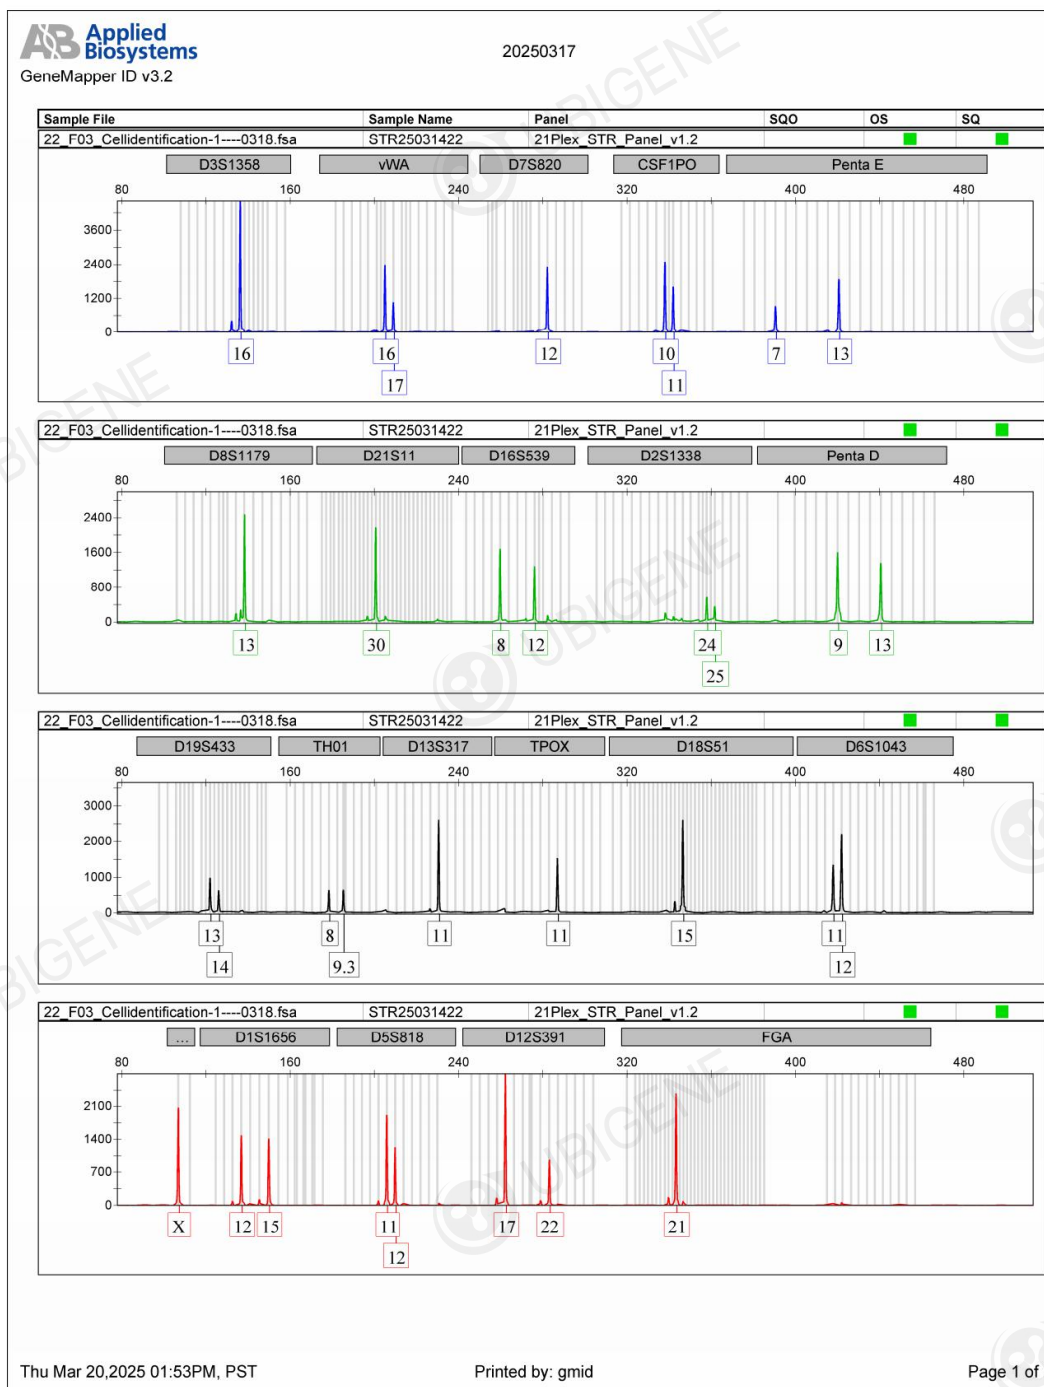 AB Applied
Biosystems
20250317
GeneMapper ID v3.2
Sample File Sample Name Panel SQO OS SQ
22_F03_Cellidentification-1----0318.fsa STR25031422 21Plex_STR_Panel_v1.2
D3S1358 vWA D7S820 CSF1PO Penta E
80 160 240 320 400 480
3600
2400
1200
0
16 16 12 10 7 13
17 11
22_F03_Cellidentification-1----0318.fsa STR25031422 21Plex_STR_Panel_v1.2
D8S1179 D21S11 D16S539 D2S1338 Penta D
80 160 240 320 400 480
2400
1600
800
0
13 30 8 12 24 9 13
25
22_F03_Cellidentification-1----0318.fsa STR25031422 21Plex_STR_Panel_v1.2
D19S433 TH01 D13S317 TPOX D18S51 D6S1043
80 160 240 320 400 480
3000
2000
1000
0
13 8 11 11 15 11
14 9.3 12
22_F03_Cellidentification-1----0318.fsa STR25031422 21Plex_STR_Panel_v1.2
... D1S1656 D5S818 D12S391 FGA
80 160 240 320 400 480
2100
1400
700
0
X 12 15 11 17 22 21
12
UBIGENE
UBIGENE
UBIGENE
UBIGENE
UBIGENE
Thu Mar 20,2025 01:53PM, PST Printed by: gmid Page 1 of